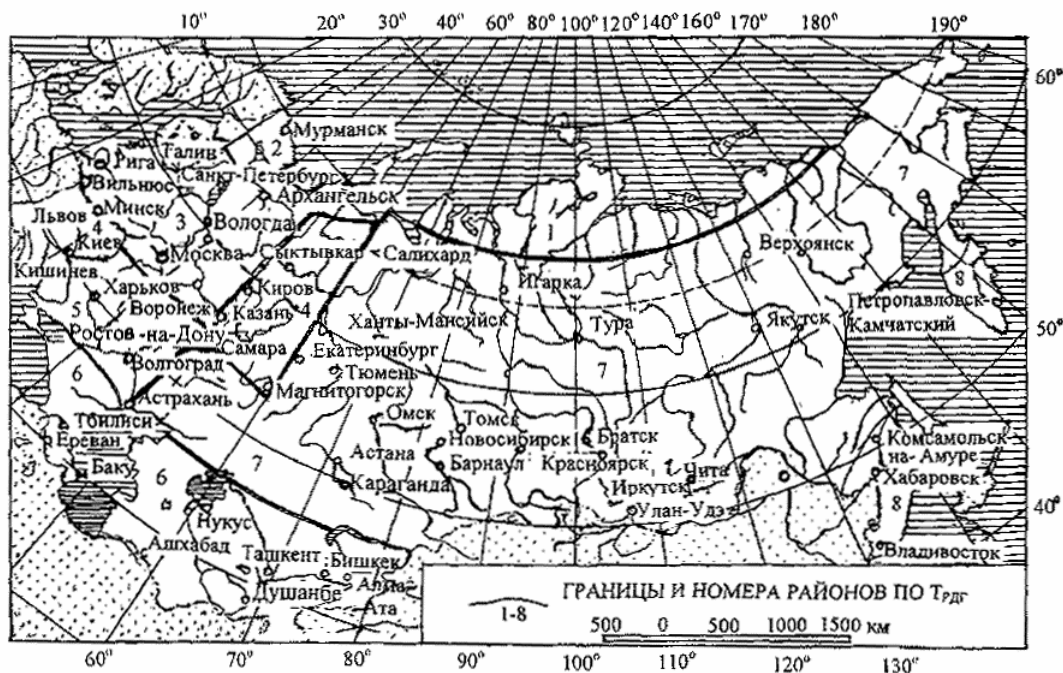 10° 20° 30° 40° 60° 80° 100° 120° 140° 160° 170° 180° 190°
60°
Мурманск
2
Талин
Рига
Санкт-Петербург
7
Вильнюс
Архангельск
1
Львов
Минск
4
3
Вологда
Верхоянск
Киев
Москва
Сыктывкар
Салихард
Игарка
8
Кишинев
Харьков
Киров
Петропавловск-
Камчатский
5
Воронеж
Казань
4
Ханты-Мансийск
Тура
Якутск
50°
Ростов-на-Дону
Самара
Екатеринбург
7
Волгоград
Тюмень
6
Магнитогорск
Астрахань
Омск
Томск
Тбилиси
Новосибирск
Братск
Комсамольск-
на-Амуре
Ереван
Астана
Барнаул
Красноярск
Чита
Хабаровск
Баку
6
7
Караганда
Иркутск
8
Нукус
Улан-Удэ
40°
Ашхабад
Ташкент
Бишкек
Владивосток
Душанбе
Алма-
Ата
ГРАНИЦЫ И НОМЕРА РАЙОНОВ ПО ТРДГ
1-8
500 0 500 1000 1500 км
60° 70° 80° 90° 100° 110° 120° 130°